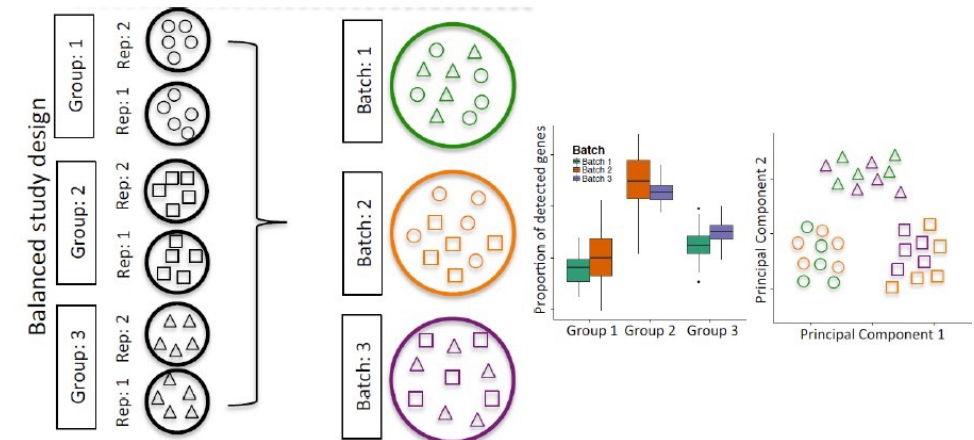 Balanced study design
Group: 1
Rep: 2
Rep: 1
Group: 2
Rep: 2
Rep: 1
Group: 3
Rep: 2
Rep: 1
Batch: 1
Batch: 2
Batch: 3
Proportion of detected genes
Batch
Batch 1
Batch 2
Batch 3
Group 1 Group 2 Group 3
Principal Component 2
Principal Component 1